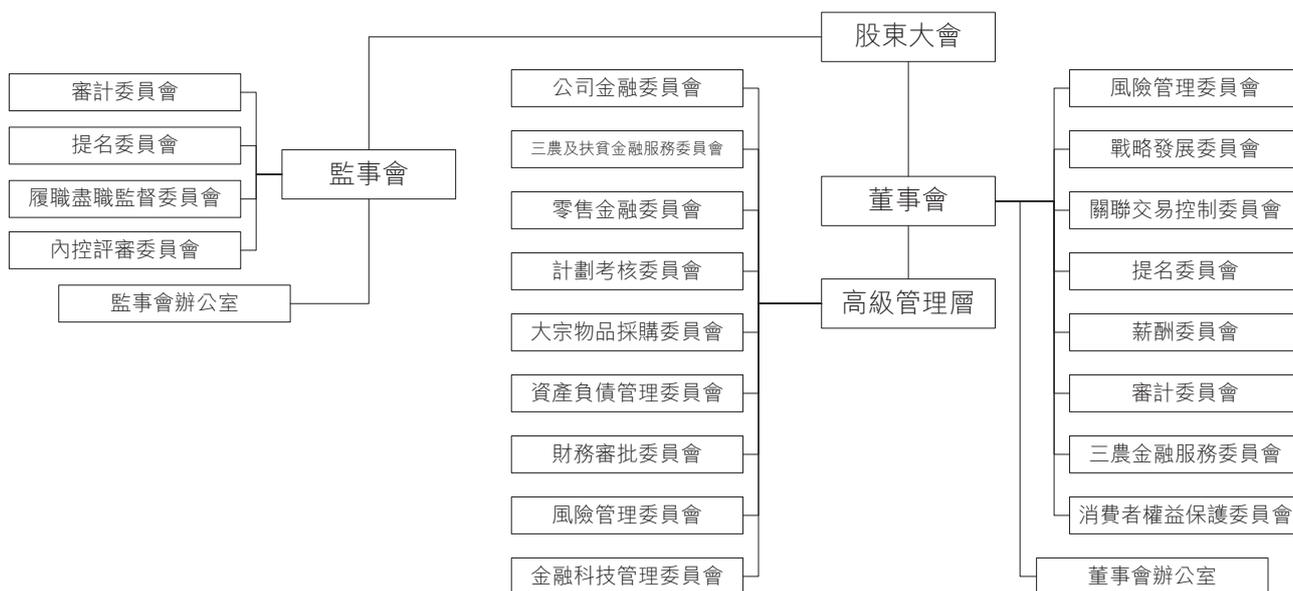 股東大會
審計委員會
提名委員會
監事會
履職盡職監督委員會
內控評審委員會
監事會辦公室
公司金融委員會
三農及扶貧金融服務委員會
零售金融委員會
計劃考核委員會
大宗物品採購委員會
資產負債管理委員會
財務審批委員會
風險管理委員會
金融科技管理委員會
董事會
高級管理層
風險管理委員會
戰略發展委員會
關聯交易控制委員會
提名委員會
薪酬委員會
審計委員會
三農金融服務委員會
消費者權益保護委員會
董事會辦公室